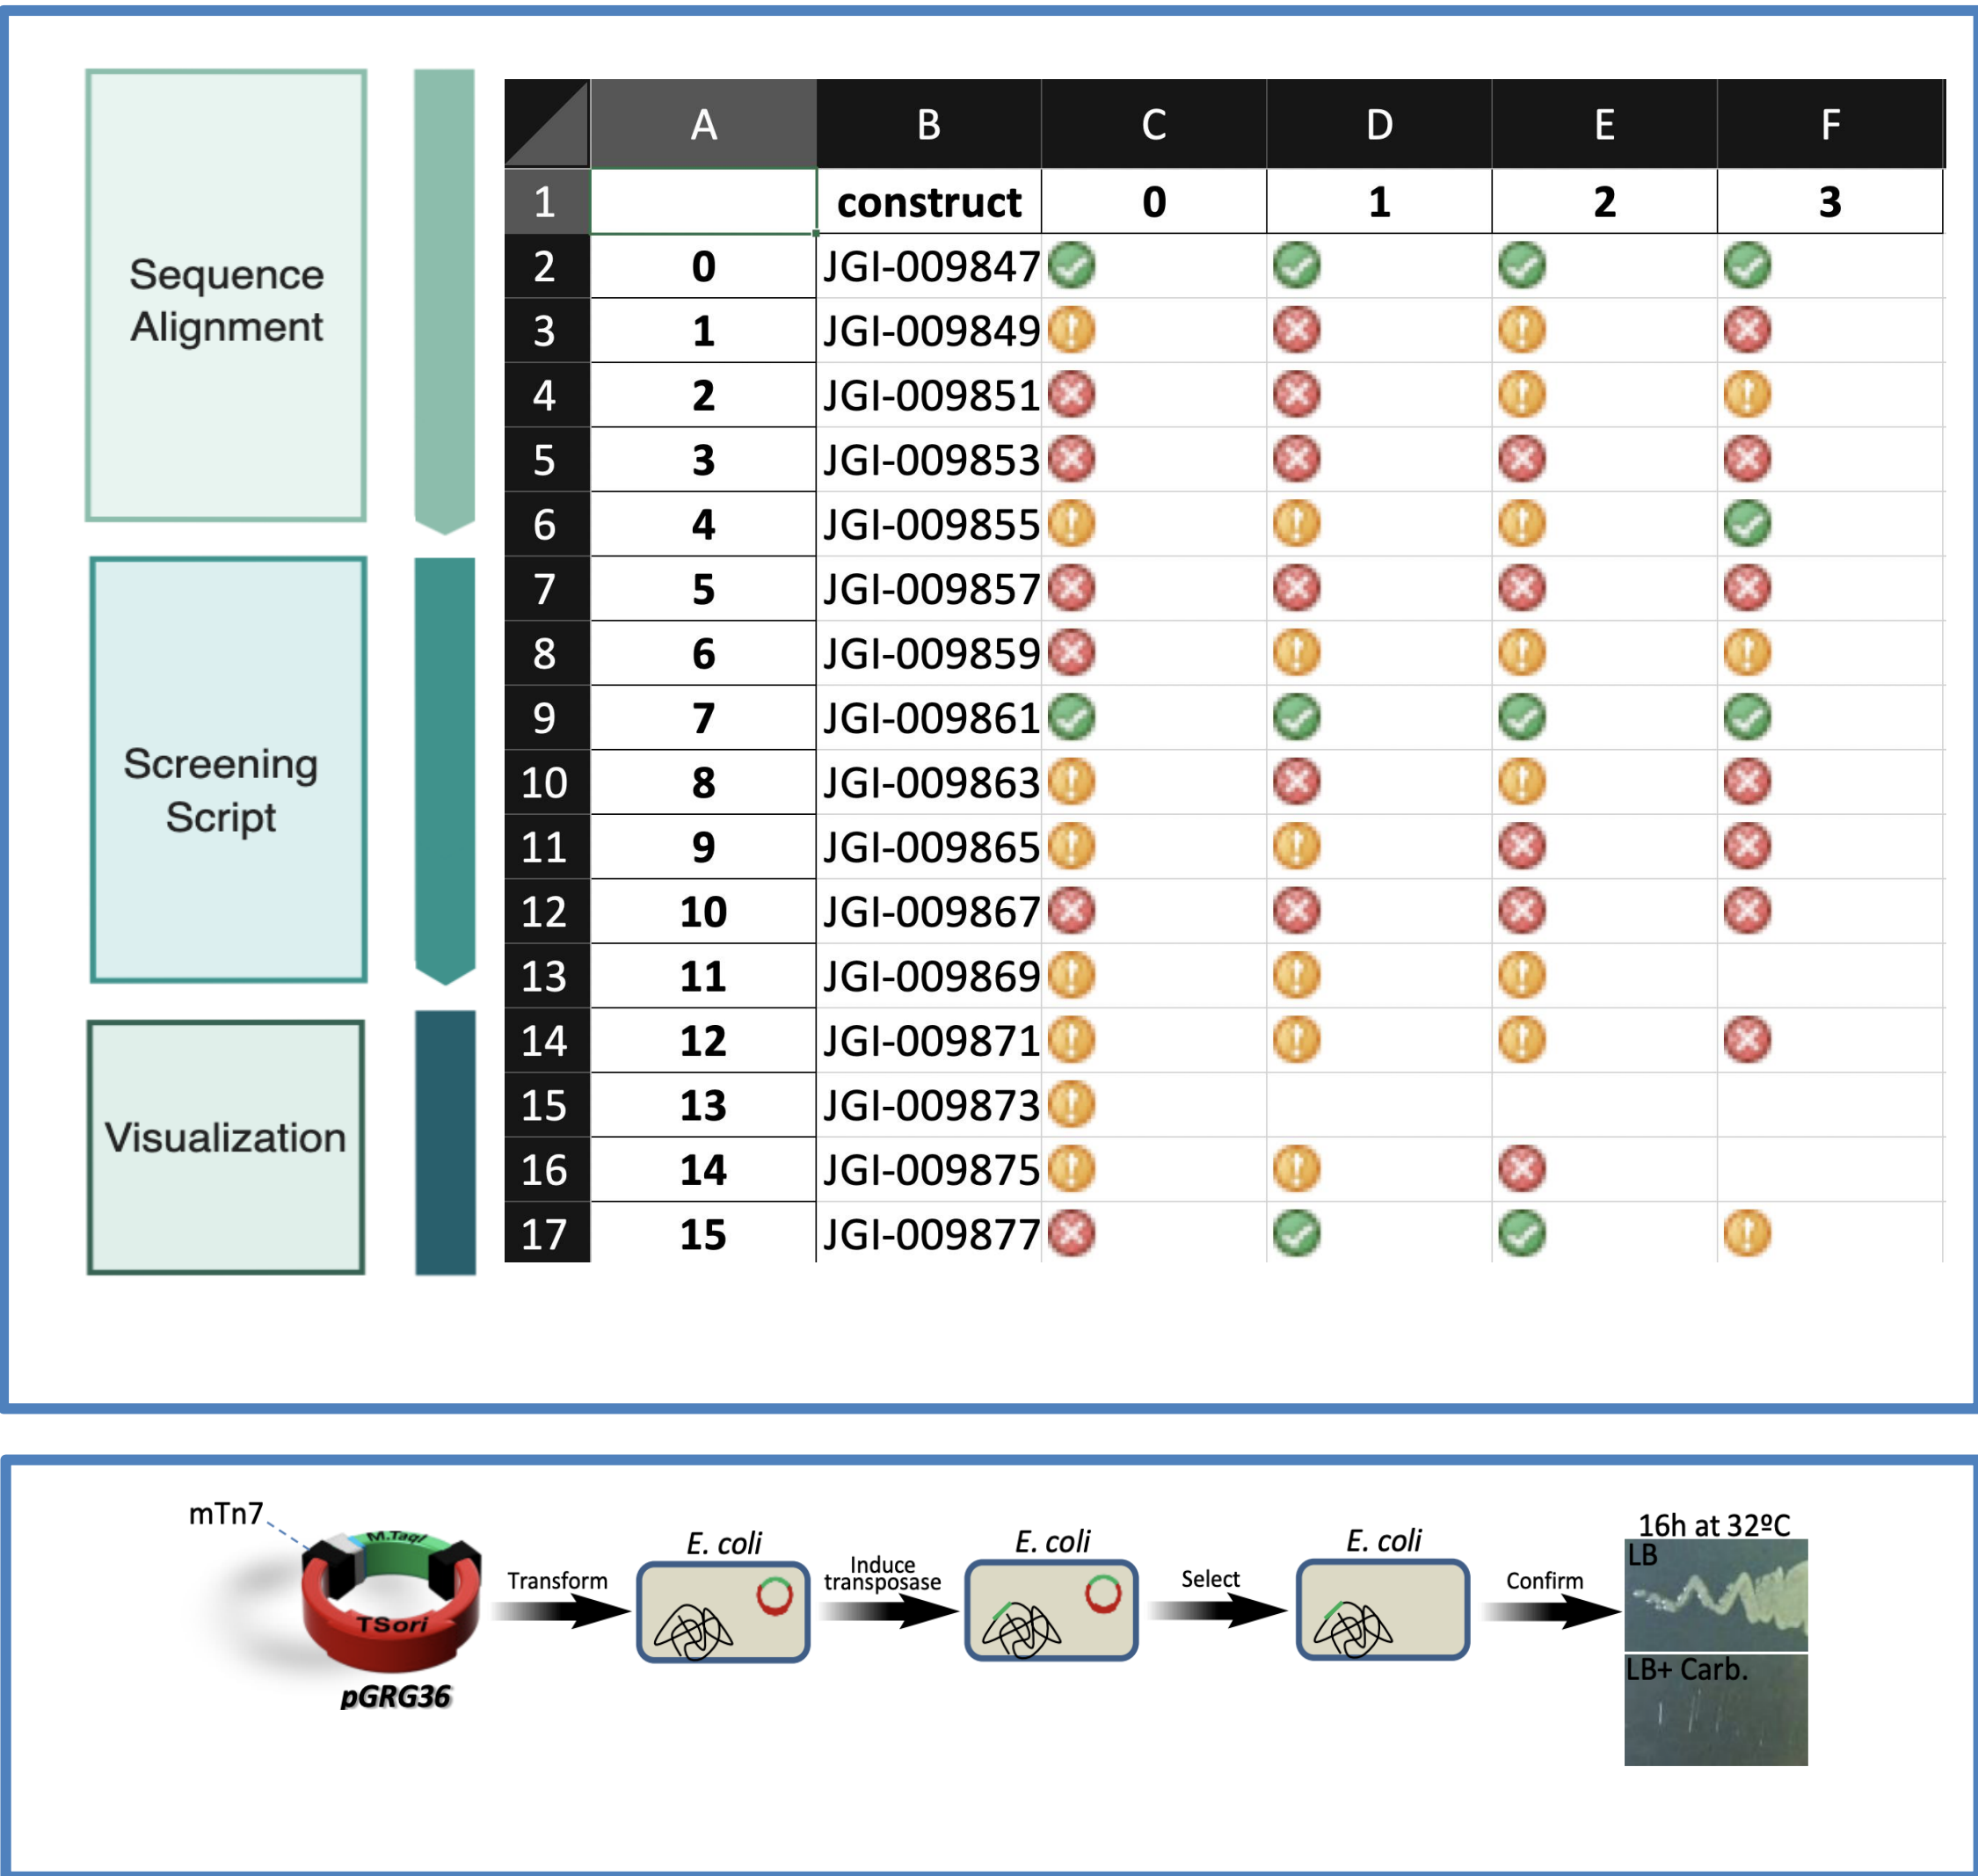 Sequence
Alignment
Screening
Script
Visualization
A B C D E F
1 construct 0 1 2 3
2 0 JGI-009847
3 1 JGI-009849
4 2 JGI-009851
5 3 JGI-009853
6 4 JGI-009855
7 5 JGI-009857
8 6 JGI-009859
9 7 JGI-009861
10 8 JGI-009863
11 9 JGI-009865
12 10 JGI-009867
13 11 JGI-009869
14 12 JGI-009871
15 13 JGI-009873
16 14 JGI-009875
17 15 JGI-009877
mTn7
M.TaqI
TSori
pGRG36
Transform
E. coli
Induce
transposase
E. coli
Select
E. coli
Confirm
16h at 32ºC
LB
LB+ Carb.